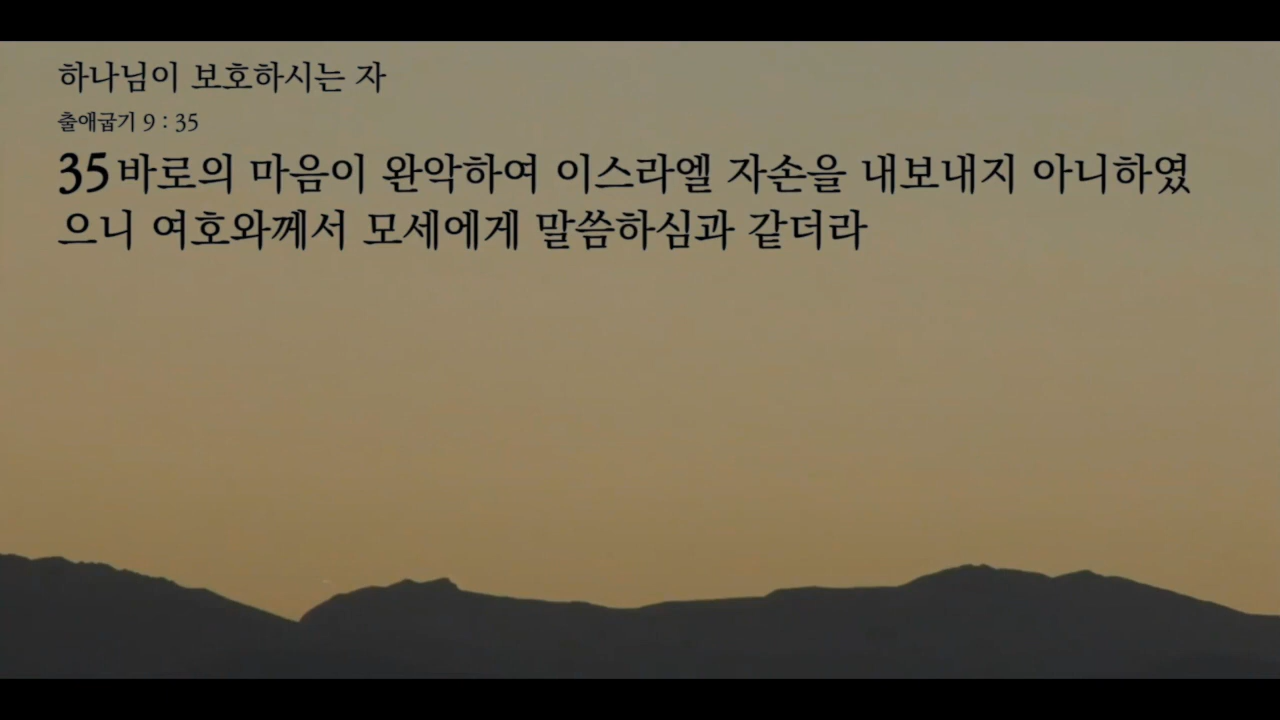 하나님이 보호하시는 자
출애굽기 9 : 35
35 바로의 마음이 완악하여 이스라엘 자손을 내보내지 아니하였
으니 여호와께서 모세에게 말씀하심과 같더라